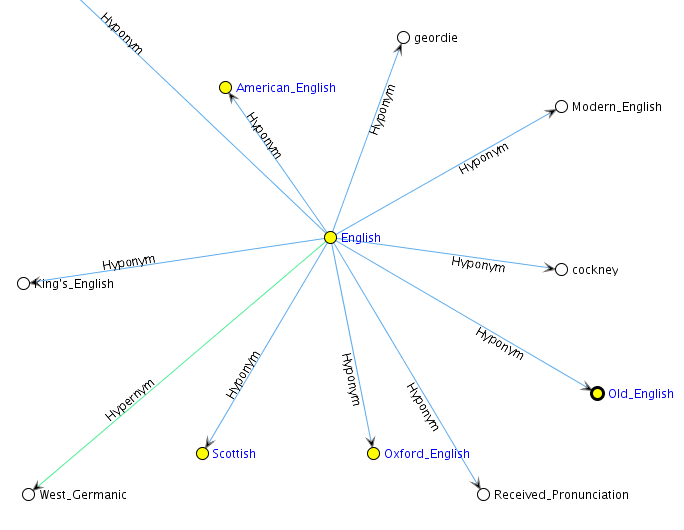 Hyponym
geordie
American_English
Hyponym
Hyponym
Modern_English
Hyponym
English
Hyponym
Hyponym
cockney
King's_English
Hyponym
Hyponym
Hyponym
Hypernym
Hyponym
Old_English
Scottish
Oxford_English
West_Germanic
Received_Pronunciation